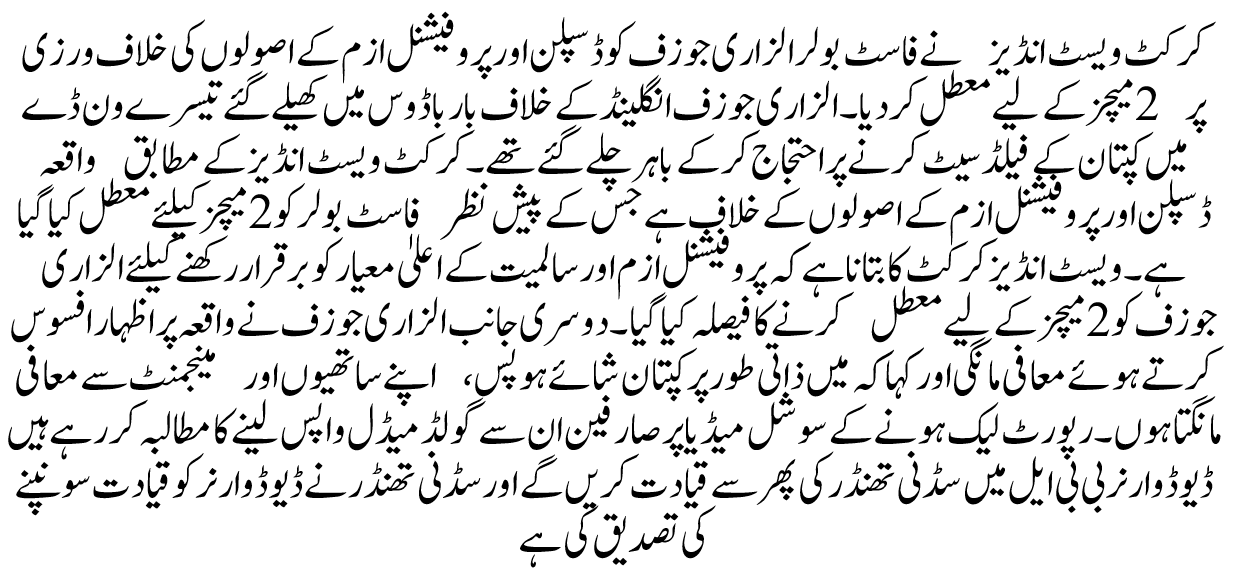 کرکٹ ویسٹ انڈیز نے فاسٹ بولر الزاری جوزف کو ڈسپلن اور پروفیشنل ازم کے اصولوں کی خلاف ورزی
پر 2 میچز کے لیے معطل کر دیا۔ الزاری جوزف انگلینڈ کے خلاف بارباڈوس میں کھیلے گئے تیسرے ون ڈے
میں کپتان کے فیلڈ سیٹ کرنے پر احتجاج کر کے باہر چلے گئے تھے۔ کرکٹ ویسٹ انڈیز کے مطابق واقعہ
ڈسپلن اور پروفیشنل ازم کے اصولوں کے خلاف ہے جس کے پیش نظر فاسٹ بولر کو 2 میچز کیلئے معطل کیا گیا
ہے۔ ویسٹ انڈیز کرکٹ کا بتانا ہے کہ پروفیشنل ازم اور سالمیت کے اعلیٰ معیار کو برقرار رکھنے کیلئے الزاری
جوزف کو 2 میچز کے لیے معطل کرنے کا فیصلہ کیا گیا۔ دوسری جانب الزاری جوزف نے واقعہ پر اظہار افسوس
کرتے ہوئے معافی مانگی اور کہا کہ میں ذاتی طور پر کپتان شائے ہوپس، اپنے ساتھیوں اور مینجمنٹ سے معافی
مانگتا ہوں۔ رپورٹ لیک ہونے کے سوشل میڈیا پر صارفین ان سے گولڈ میڈل واپس لینے کا مطالبہ کر رہے ہیں
ڈیوڈ وارنر بی بی ایل میں سڈنی تھنڈر کی پھر سے قیادت کریں گے اور سڈنی تھنڈر نے ڈیوڈ وارنر کو قیادت سونپنے
کی تصدیق کی ہے